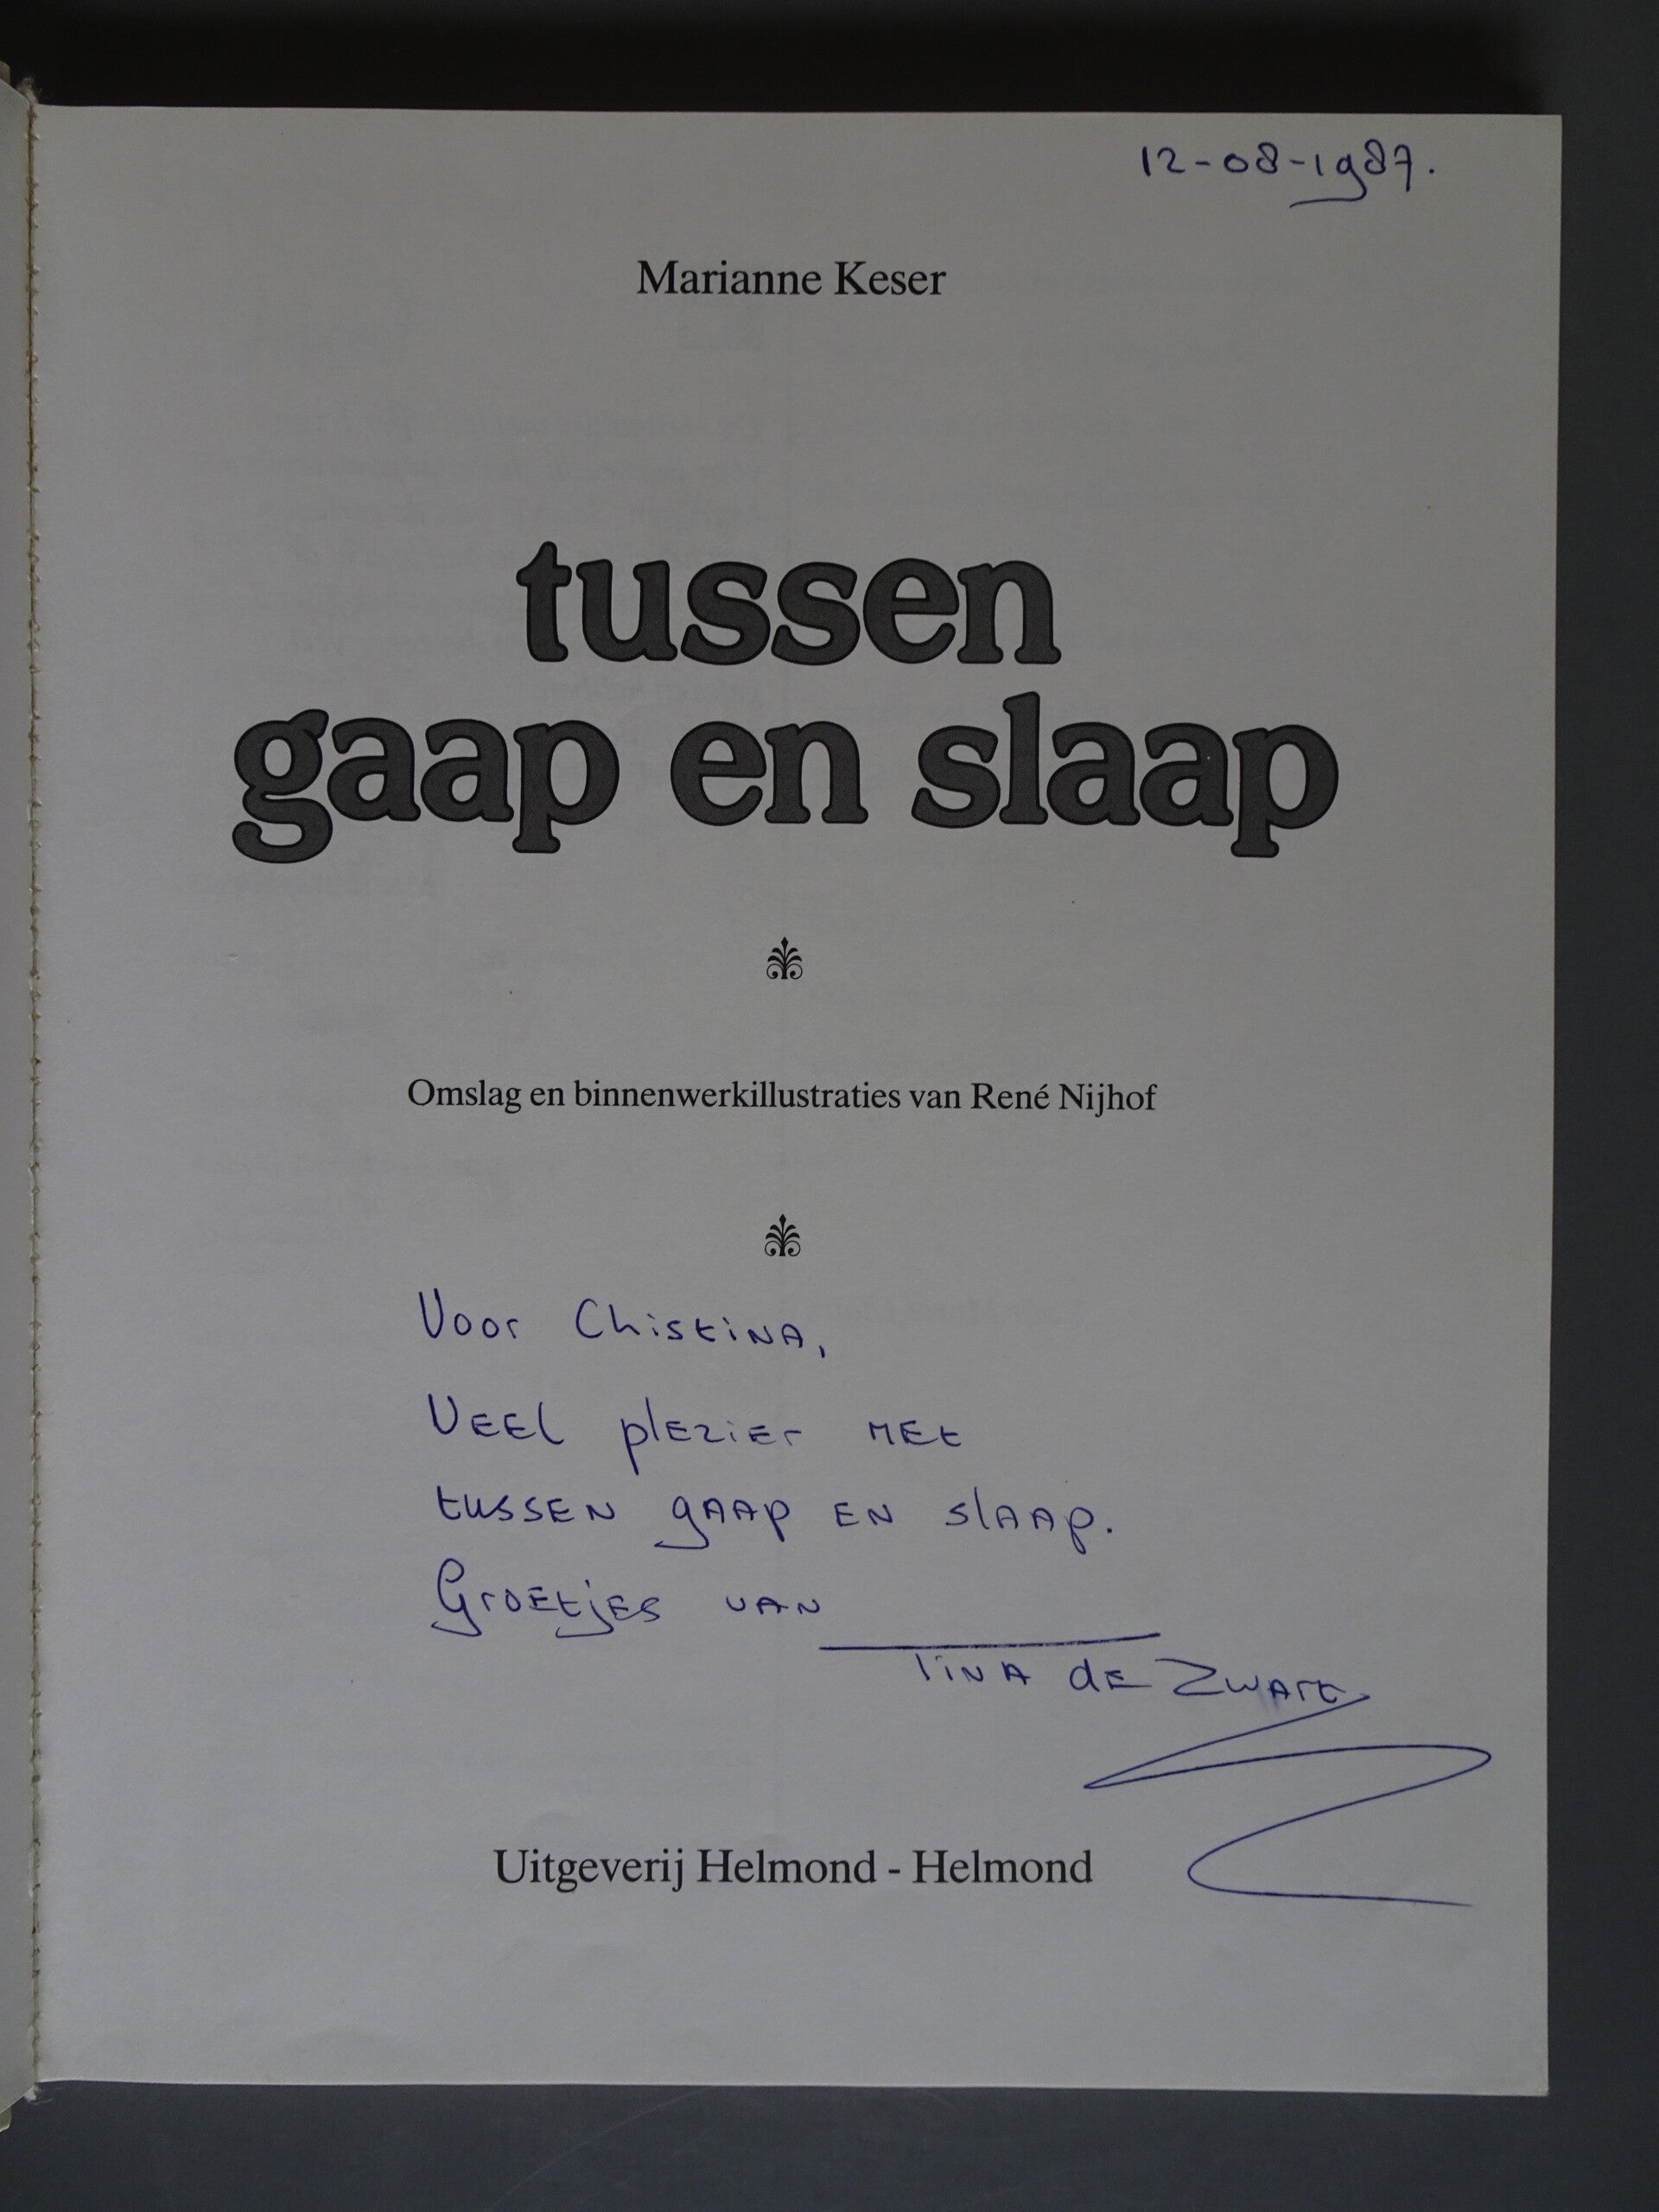 12-08-1987.
Marianne Keser
tussen
gaap en slaap
Omslag en binnenwerkillustraties van René Nijhof
Voor Chistina,
Veel plezier met
tussen gaap en slaap.
Groetjes van
Tina de Zwart
Uitgeverij Helmond - Helmond